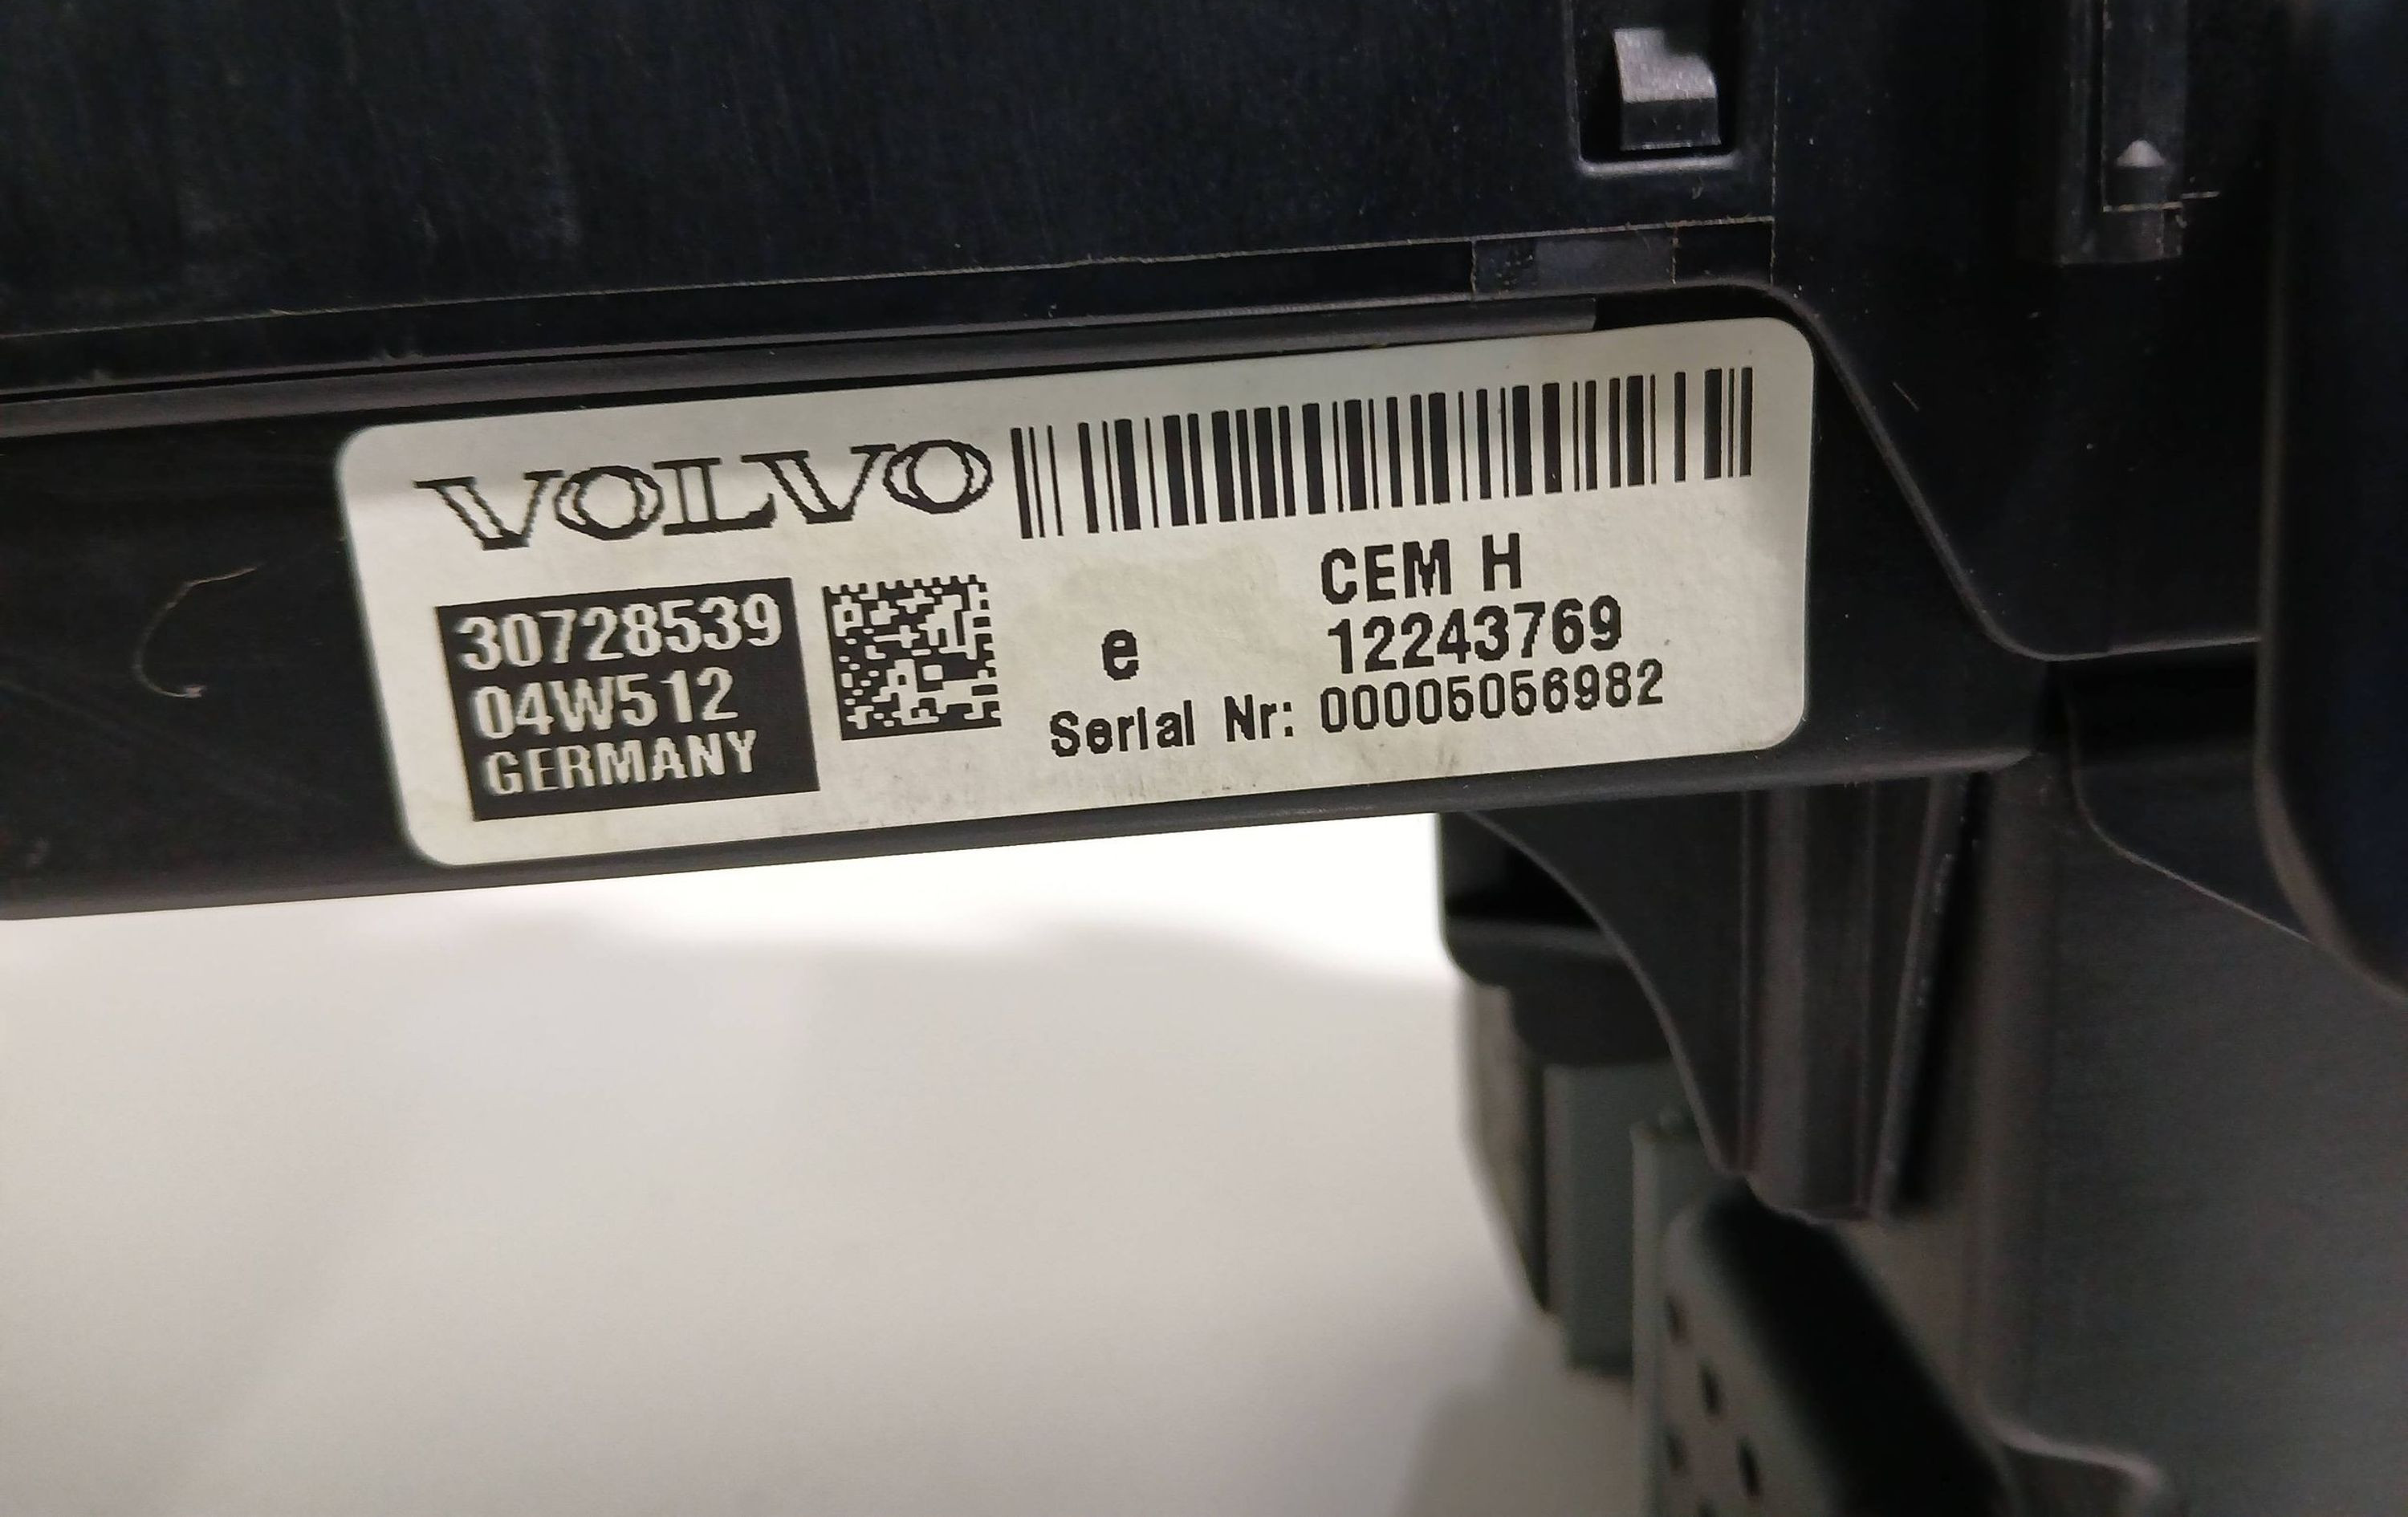 VOLVO
30728539
04W512
GERMANY
e
CEM H
12243769
Serial Nr: 00005056982